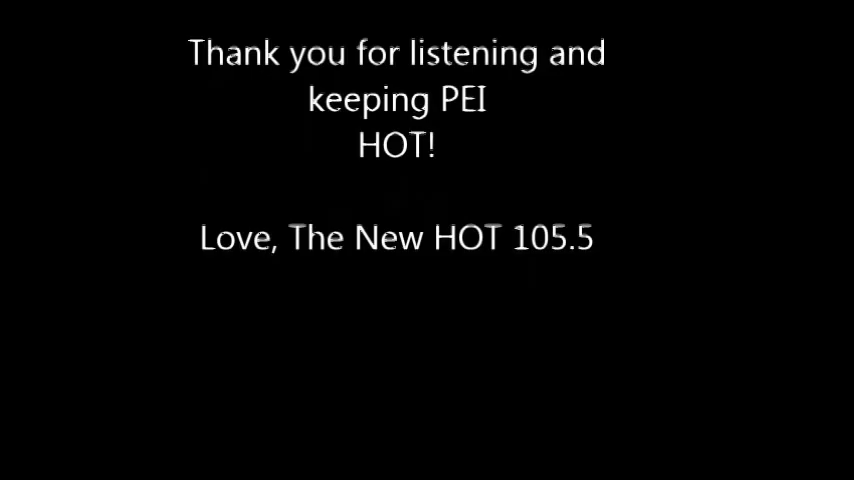 Thank you for listening and
keeping PEI
HOT!
Love, The New HOT 105.5